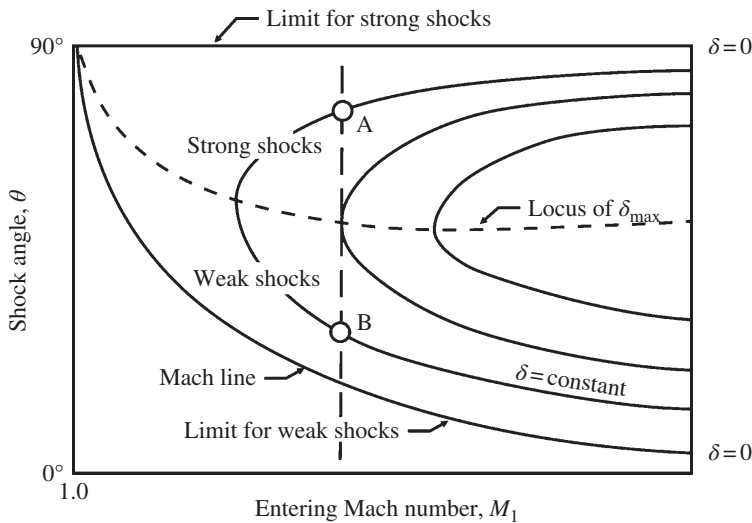 Limit for strong shocks
90°
δ=0
A
Strong shocks
Locus of δmax
Shock angle, θ
Weak shocks
B
δ=constant
Mach line
Limit for weak shocks
δ=0
0°
1.0
Entering Mach number, M1